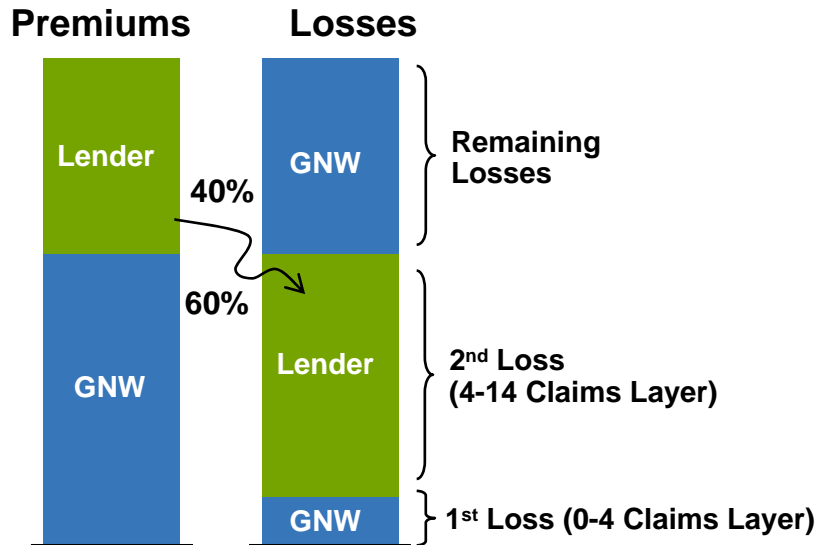 Premiums Losses
Lender
GNW
Remaining
Losses
40%
60%
GNW
Lender
2nd Loss
(4-14 Claims Layer)
GNW
1st Loss (0-4 Claims Layer)